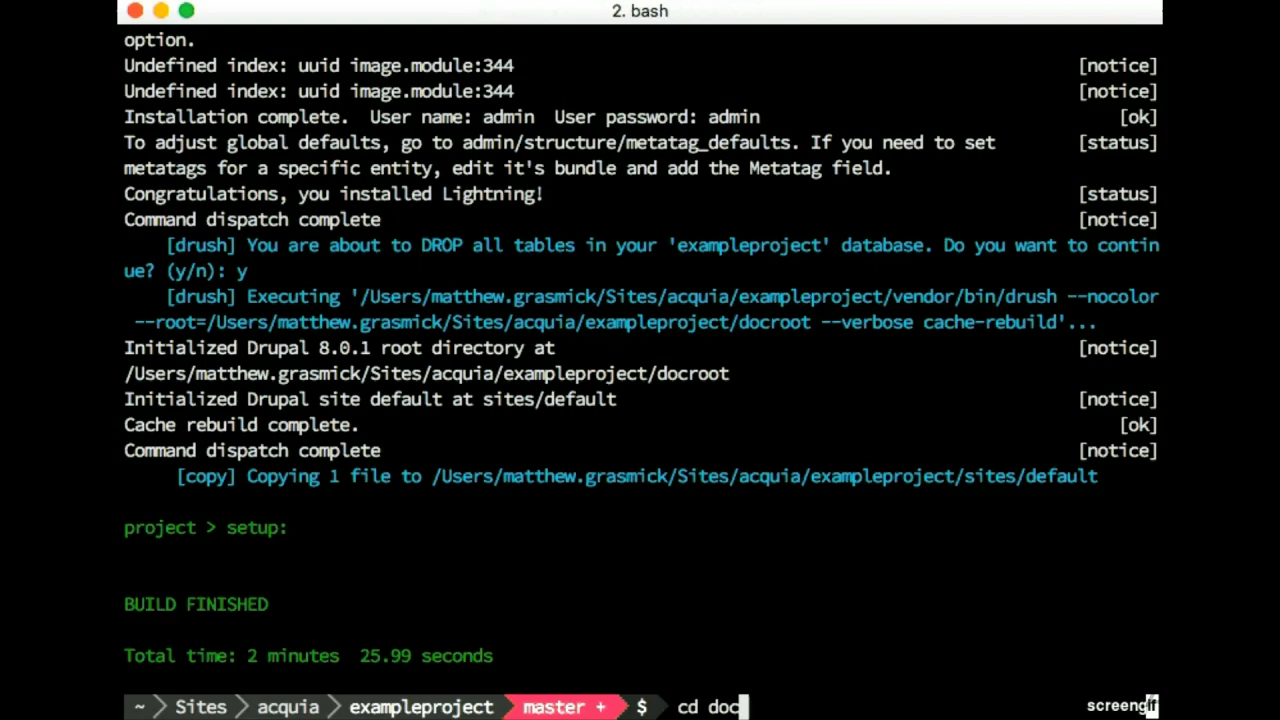 2. bash
option.
Undefined index: uuid image.module:344 [notice]
Undefined index: uuid image.module:344 [notice]
Installation complete.  User name: admin  User password: admin [ok]
To adjust global defaults, go to admin/structure/metatag_defaults. If you need to set [status]
metatags for a specific entity, edit it's bundle and add the Metatag field.
Congratulations, you installed Lightning! [status]
Command dispatch complete [notice]
[drush] You are about to DROP all tables in your 'exampleproject' database. Do you want to contin
ue? (y/n): y
[drush] Executing '/Users/matthew.grasmick/Sites/acquia/exampleproject/vendor/bin/drush --nocolor
--root=/Users/matthew.grasmick/Sites/acquia/exampleproject/docroot --verbose cache-rebuild'...
Initialized Drupal 8.0.1 root directory at [notice]
/Users/matthew.grasmick/Sites/acquia/exampleproject/docroot
Initialized Drupal site default at sites/default [notice]
Cache rebuild complete. [ok]
Command dispatch complete [notice]
[copy] Copying 1 file to /Users/matthew.grasmick/Sites/acquia/exampleproject/sites/default
project > setup:
BUILD FINISHED
Total time: 2 minutes  25.99 seconds
~ Sites acquia exampleproject master + $ cd doc
screengif